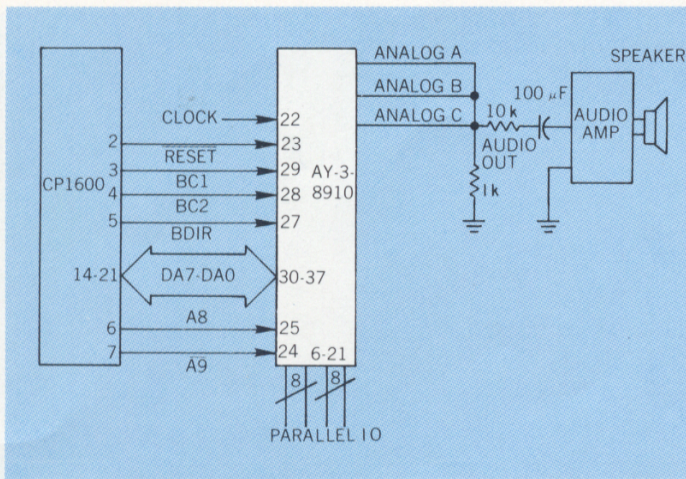 ANALOG A
SPEAKER
ANALOG B
100 µF
CLOCK
22
ANALOG C
10 k
AUDIO
AMP
2
23
AUDIO
OUT
RESET
3
29
AY-3-
8910
CP1600
BC1
4
28
1k
BC2
5
27
BDIR
14-21
DA7-DA0
30-37
A8
6
25
7
24
6-21
A9
8
8
PARALLEL IO